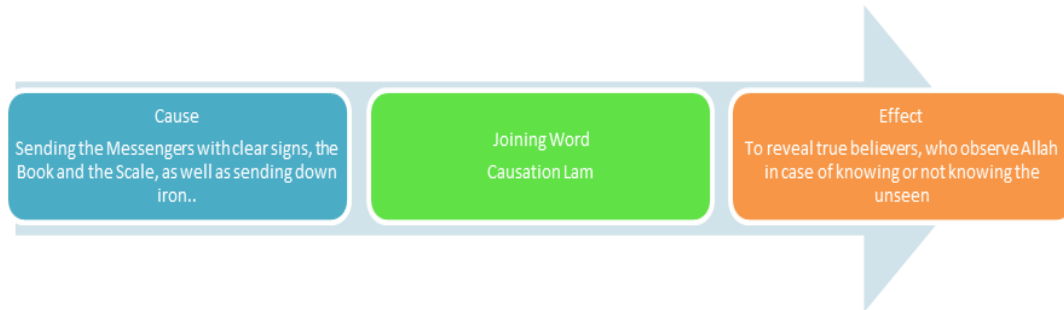 Cause
Sending the Messengers with clear signs, the
Book and the Scale, as well as sending down
iron..
Joining Word
Causation Lam
Effect
To reveal true believers, who observe Allah
in case of knowing or not knowing the
unseen